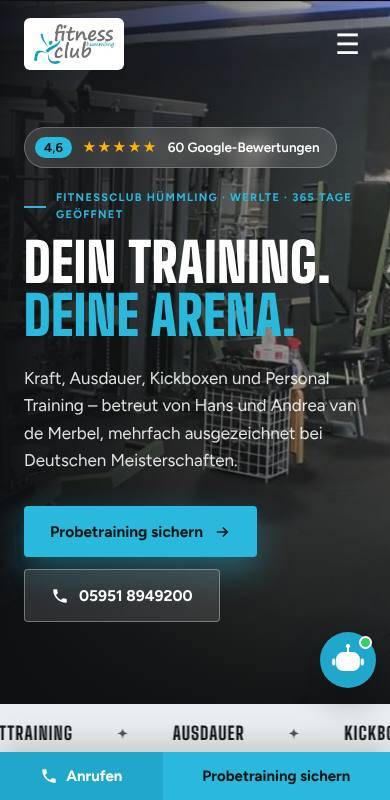 fitness
hümmling
club
4,6 ★★★★★ 60 Google-Bewertungen
FITNESSCLUB HÜMMLING · WERLTE · 365 TAGE
GEÖFFNET
DEIN TRAINING.
DEINE ARENA.
Kraft, Ausdauer, Kickboxen und Personal
Training – betreut von Hans und Andrea van
de Merbel, mehrfach ausgezeichnet bei
Deutschen Meisterschaften.
Probetraining sichern →
05951 8949200
TTRAINING ✦ AUSDAUER ✦ KICKBO
Anrufen
Probetraining sichern